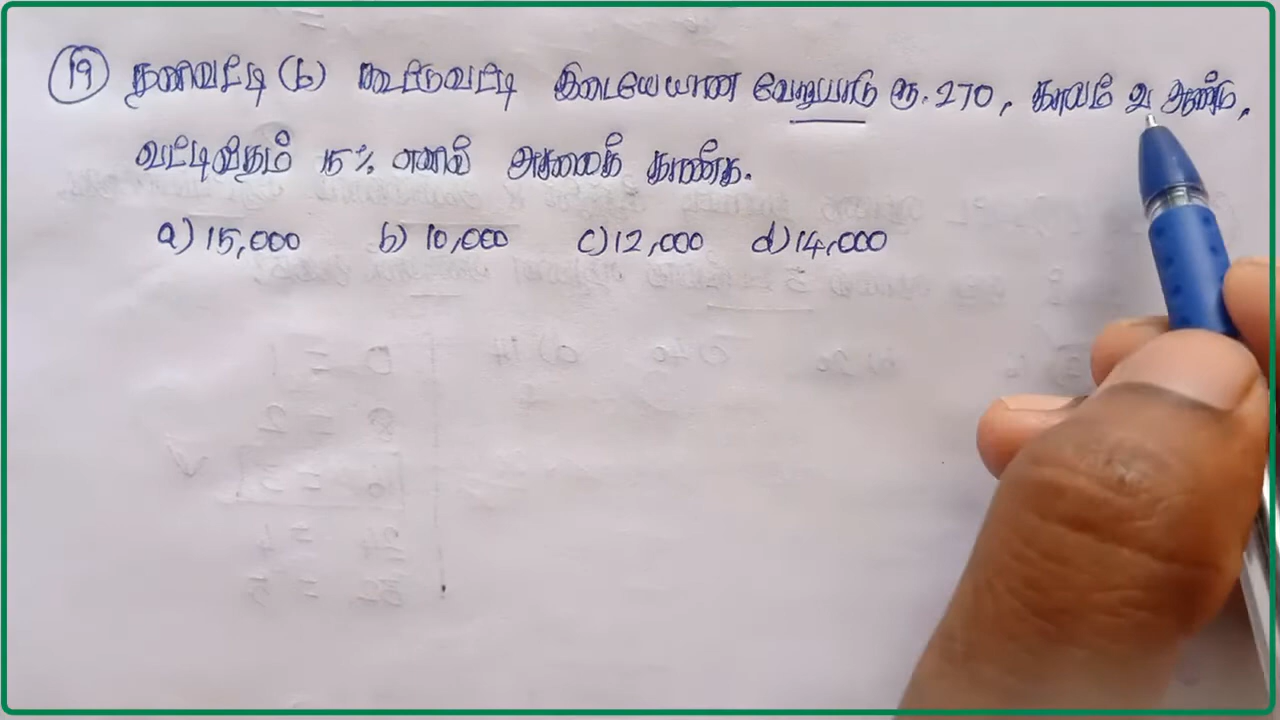 19 தனிவட்டி (b) கூட்டுவட்டி இடையேயான வேறுபாடு ரூ. 270, காலம் 2 ஆண்டு,
வட்டிவீதம் 15% எனில் அசலைக் காண்க.
a) 15,000 b) 10,000 c) 12,000 d) 14,000